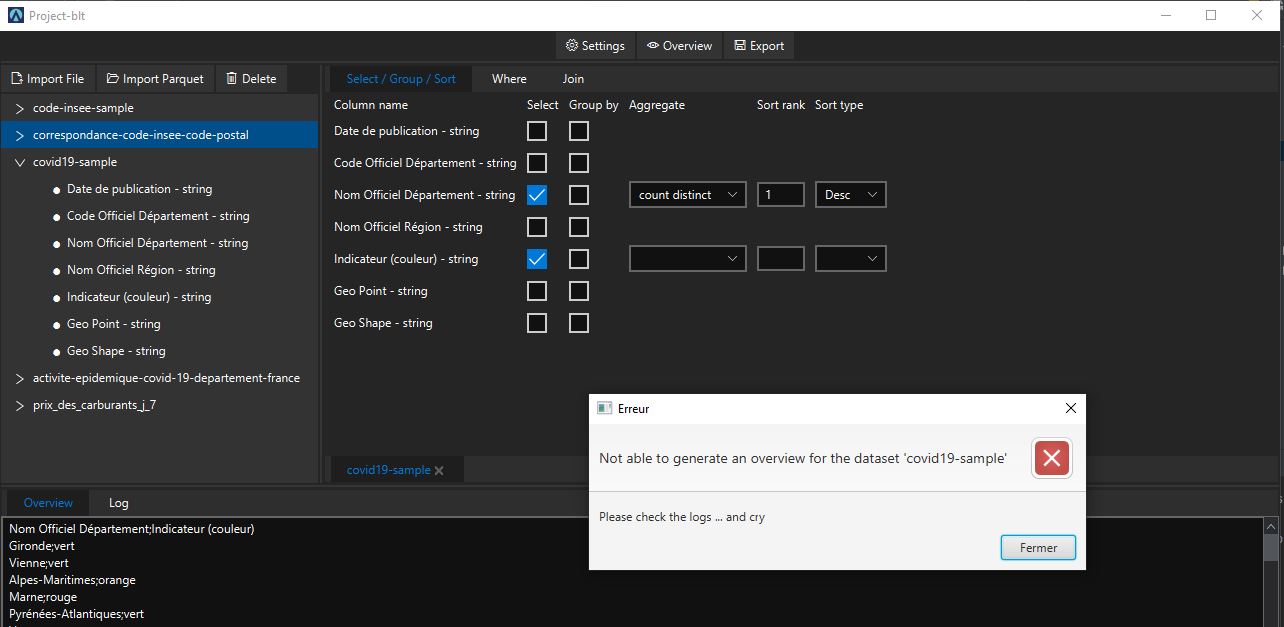 Project-blt
Settings Overview Export
Import File Import Parquet Delete
code-insee-sample
correspondance-code-insee-code-postal
covid19-sample
Date de publication - string
Code Officiel Département - string
Nom Officiel Département - string
Nom Officiel Région - string
Indicateur (couleur) - string
Geo Point - string
Geo Shape - string
activite-epidemique-covid-19-departement-france
prix_des_carburants_j_7
Select / Group / Sort Where Join
Column name Select Group by Aggregate Sort rank Sort type
Date de publication - string
Code Officiel Département - string
Nom Officiel Département - string count distinct 1 Desc
Nom Officiel Région - string
Indicateur (couleur) - string
Geo Point - string
Geo Shape - string
covid19-sample
Erreur
Not able to generate an overview for the dataset 'covid19-sample'
Please check the logs ... and cry
Fermer
Overview Log
Nom Officiel Département;Indicateur (couleur)
Gironde;vert
Vienne;vert
Alpes-Maritimes;orange
Marne;rouge
Pyrénées-Atlantiques;vert